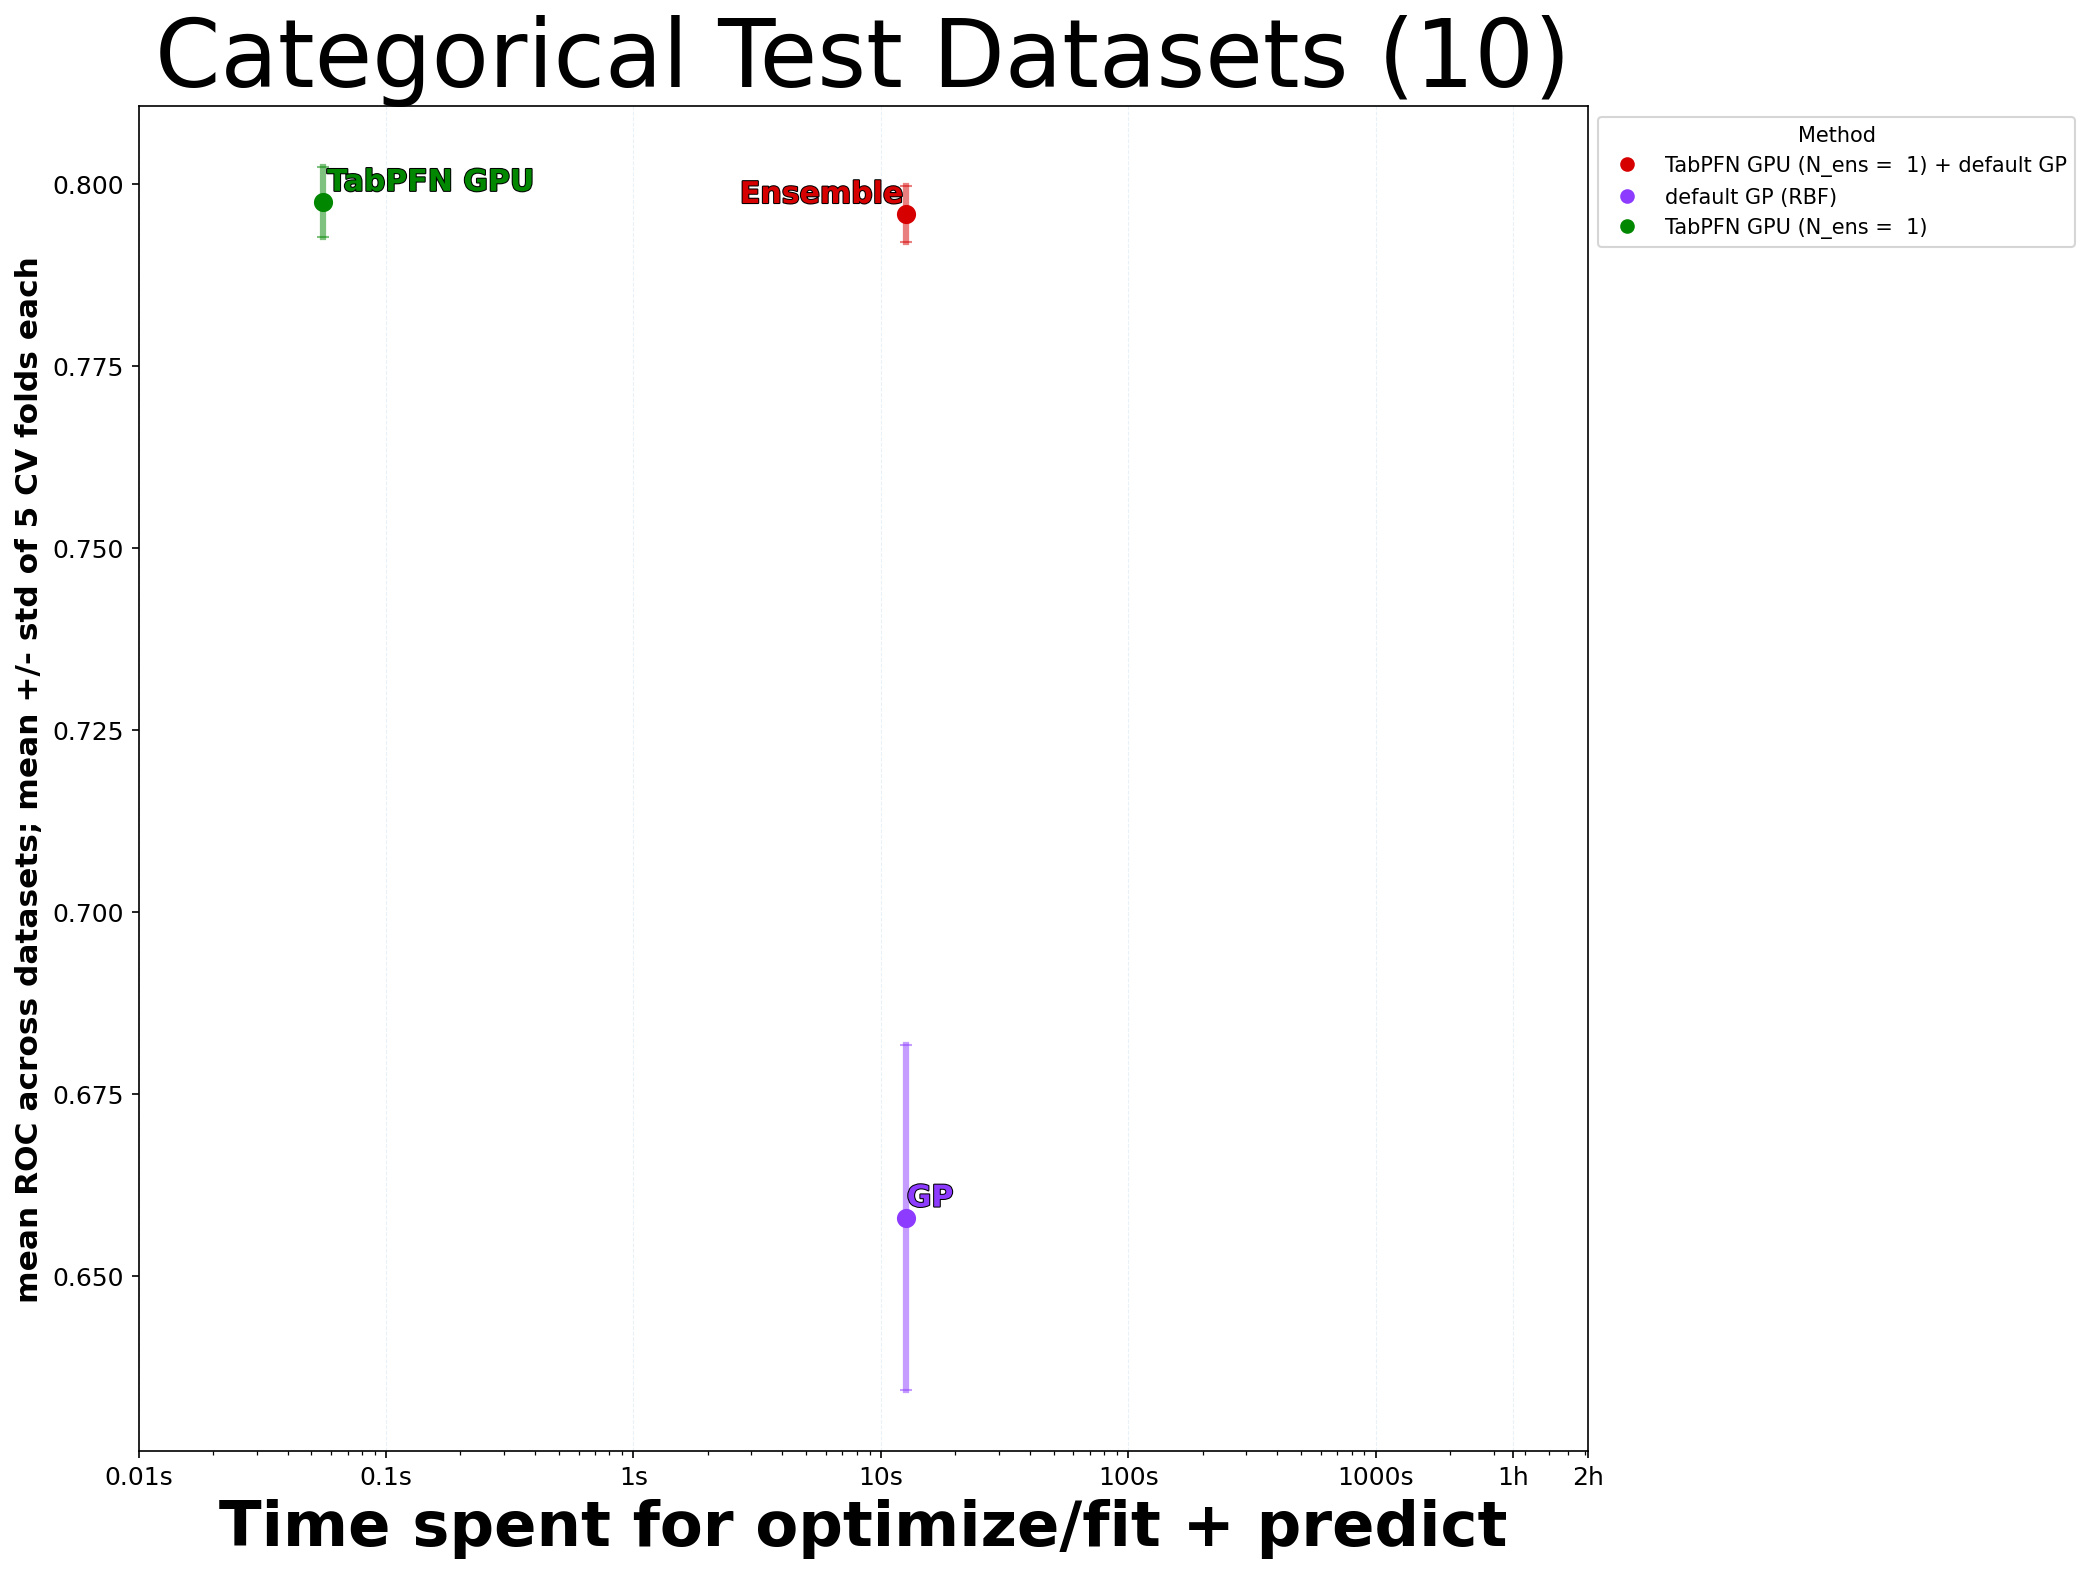 Categorical Test Datasets (10)
mean ROC across datasets; mean +/- std of 5 CV folds each
0.800
0.775
0.750
0.725
0.700
0.675
0.650
TabPFN GPU
Ensemble
GP
Method
TabPFN GPU (N_ens =  1) + default GP
default GP (RBF)
TabPFN GPU (N_ens =  1)
0.01s 0.1s 1s 10s 100s 1000s 1h 2h
Time spent for optimize/fit + predict